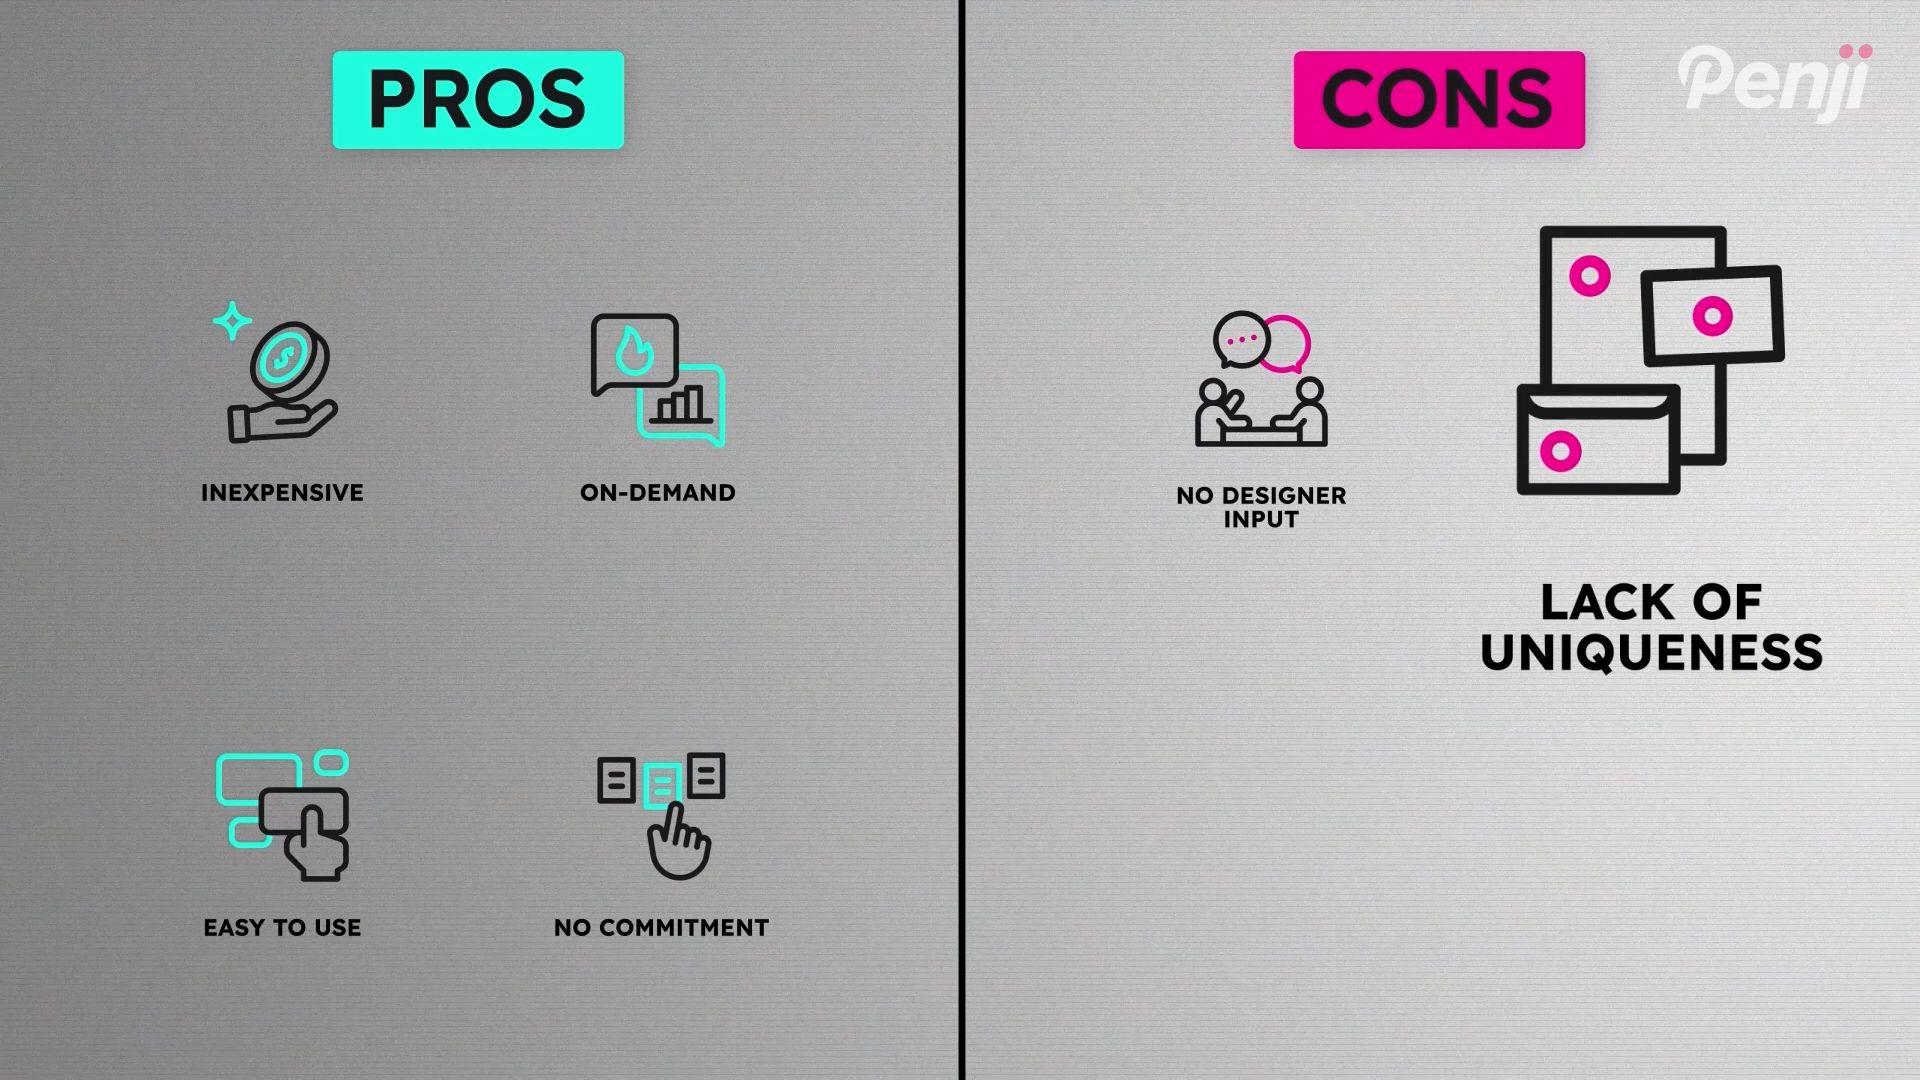 PROS
INEXPENSIVE
ON-DEMAND
EASY TO USE
NO COMMITMENT
CONS
Penji
NO DESIGNER
INPUT
LACK OF
UNIQUENESS